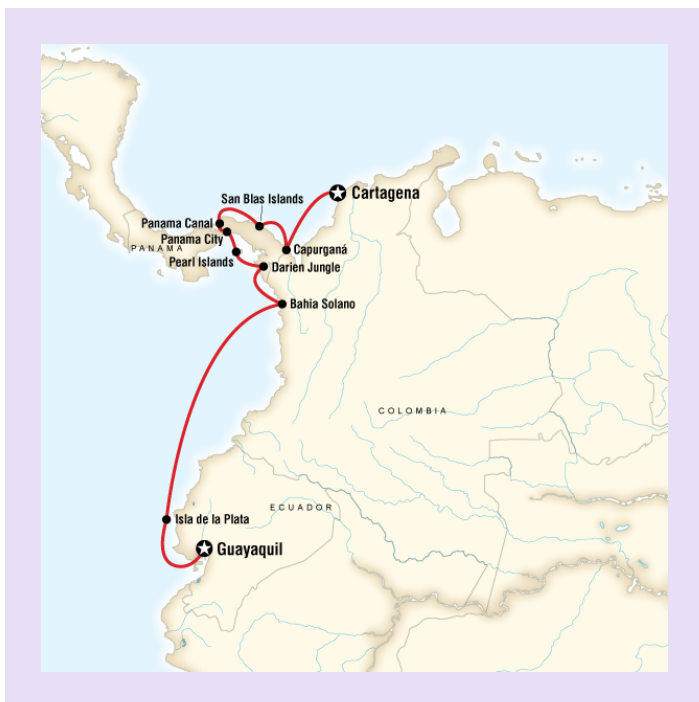 Cartagena
San Blas Islands
Panama Canal
Panama City
PANAMA
Capurganá
Pearl Islands
Darien Jungle
Bahia Solano
COLOMBIA
ECUADOR
Isla de la Plata
Guayaquil